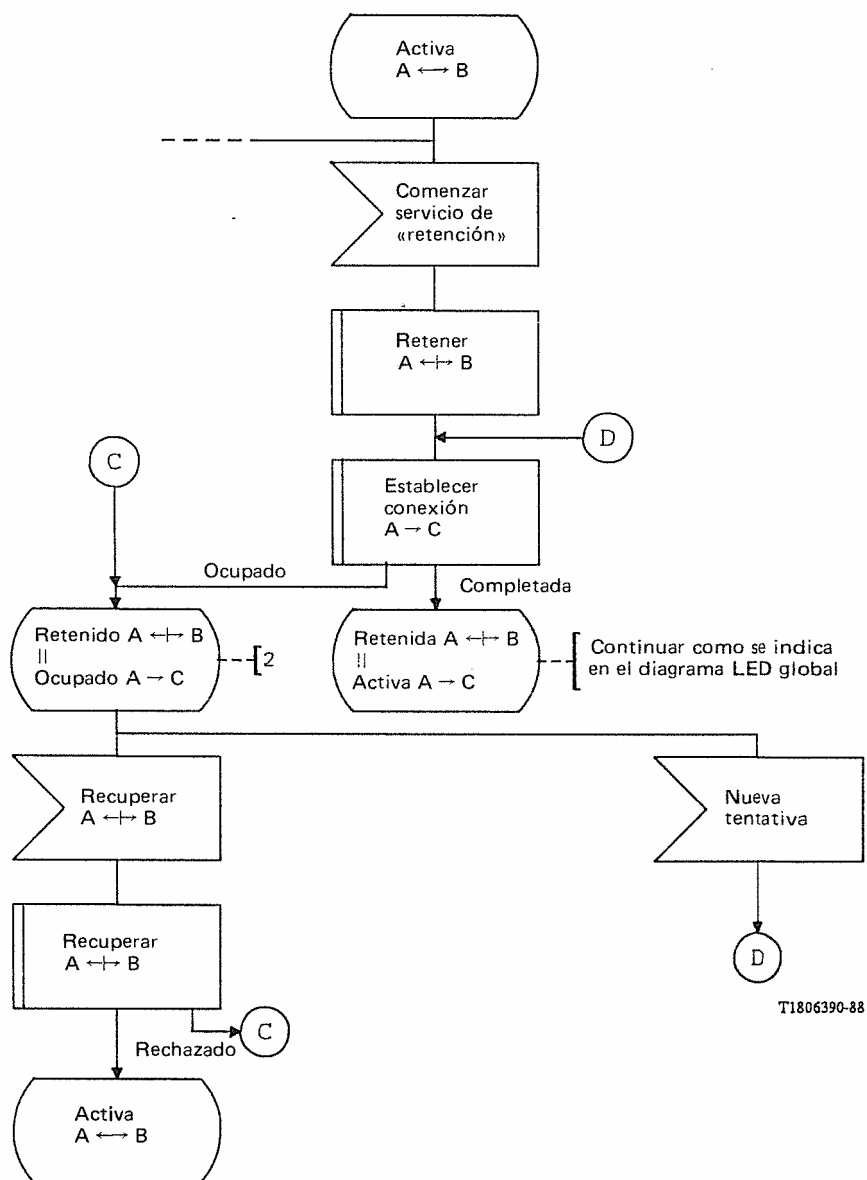 Activa
A ←→ B
Comenzar
servicio de
«retención»
Retener
A ←|→ B
D
C
Establecer
conexión
A → C
Ocupado
Completada
Retenido A ←|→ B
||
Ocupado A → C
2
Retenida A ←|→ B
||
Activa A → C
Continuar como se indica
en el diagrama LED global
Recuperar
A ←|→ B
Nueva
tentativa
Recuperar
A ←|→ B
D
T1806390-88
C
Rechazado
Activa
A ←→ B